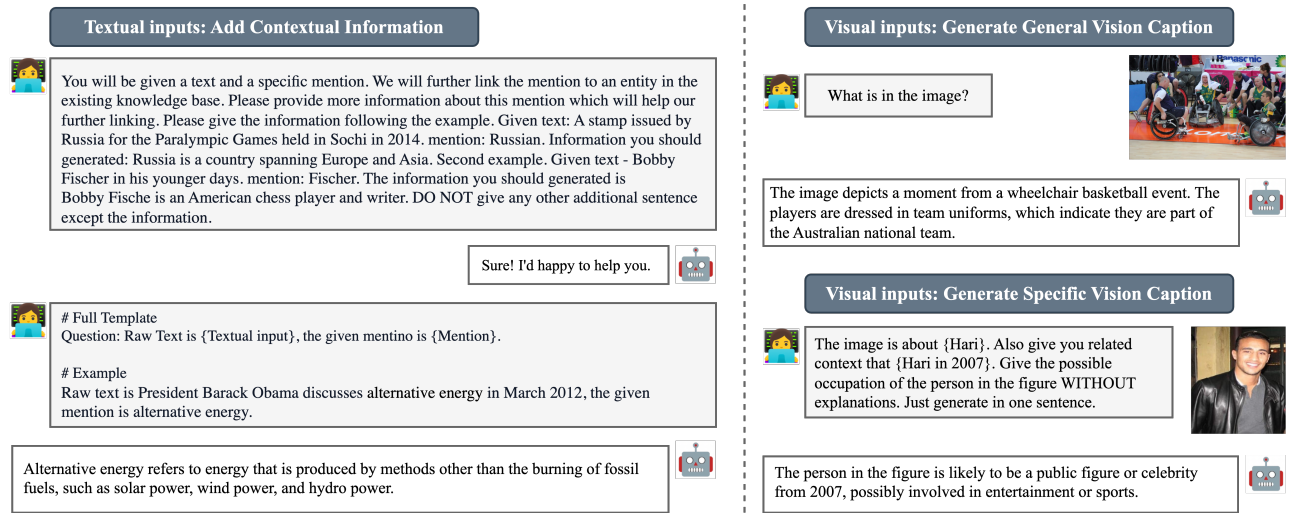 Textual inputs: Add Contextual Information
You will be given a text and a specific mention. We will further link the mention to an entity in the
existing knowledge base. Please provide more information about this mention which will help our
further linking. Please give the information following the example. Given text: A stamp issued by
Russia for the Paralympic Games held in Sochi in 2014. mention: Russian. Information you should
generated: Russia is a country spanning Europe and Asia. Second example. Given text - Bobby
Fischer in his younger days. mention: Fischer. The information you should generated is
Bobby Fische is an American chess player and writer. DO NOT give any other additional sentence
except the information.
Sure! I'd happy to help you.
# Full Template
Question: Raw Text is {Textual input}, the given mentino is {Mention}.
# Example
Raw text is President Barack Obama discusses alternative energy in March 2012, the given
mention is alternative energy.
Alternative energy refers to energy that is produced by methods other than the burning of fossil
fuels, such as solar power, wind power, and hydro power.
Visual inputs: Generate General Vision Caption
What is in the image?
Panasonic
The image depicts a moment from a wheelchair basketball event. The
players are dressed in team uniforms, which indicate they are part of
the Australian national team.
Visual inputs: Generate Specific Vision Caption
The image is about {Hari}. Also give you related
context that {Hari in 2007}. Give the possible
occupation of the person in the figure WITHOUT
explanations. Just generate in one sentence.
The person in the figure is likely to be a public figure or celebrity
from 2007, possibly involved in entertainment or sports.